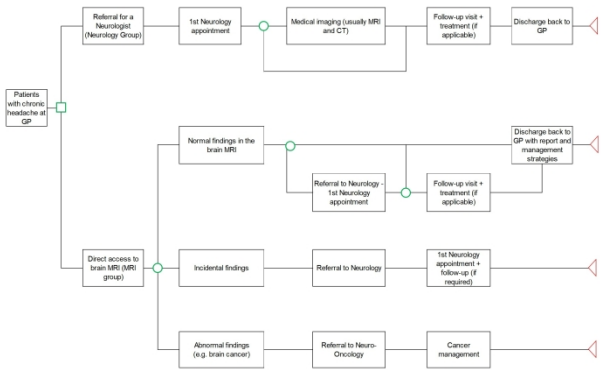 Referral for a
Neurologist
(Neurology Group)
1st Neurology
appointment
Medical imaging (usually MRI
and CT)
Follow-up visit +
treatment (if
applicable)
Discharge back to
GP
Patients
with chronic
headache at
GP
Normal findings in the
brain MRI
Discharge back to
GP with report and
management
strategies
Referral to Neurology -
1st Neurology
appointment
Follow-up visit +
treatment (if
applicable)
Direct access to
brain MRI (MRI
group)
Incidental findings
Referral to Neurology
1st Neurology
appointment +
follow-up (if
required)
Abnormal findings
(e.g. brain cancer)
Referral to Neuro-
Oncology
Cancer
management